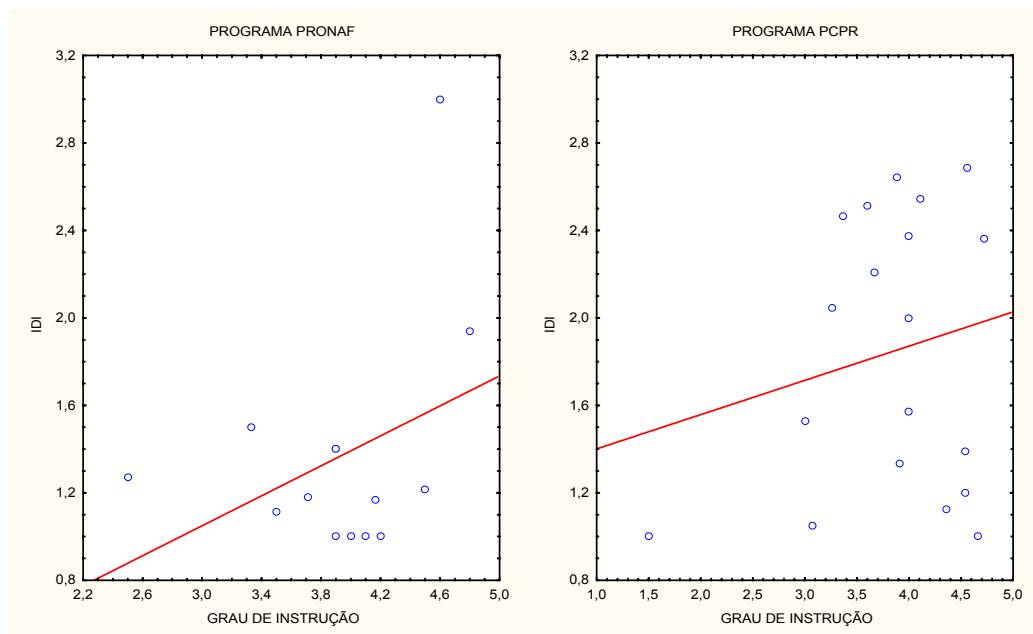 PROGRAMA PRONAF
3,2
2,8
2,4
2,0
1,6
1,2
0,8
IDI
2,2 2,6 3,0 3,4 3,8 4,2 4,6 5,0
GRAU DE INSTRUÇÃO
PROGRAMA PCPR
3,2
2,8
2,4
2,0
1,6
1,2
0,8
IDI
1,0 1,5 2,0 2,5 3,0 3,5 4,0 4,5 5,0
GRAU DE INSTRUÇÃO